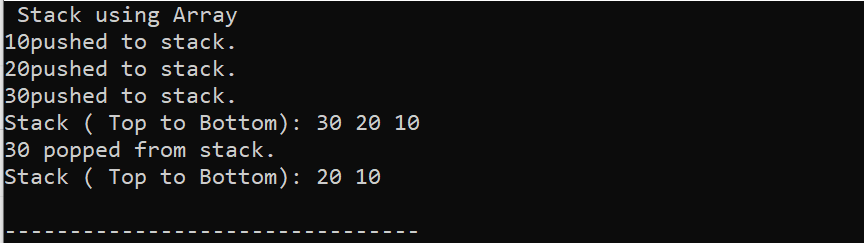 Stack using Array
10pushed to stack.
20pushed to stack.
30pushed to stack.
Stack ( Top to Bottom): 30 20 10
30 popped from stack.
Stack ( Top to Bottom): 20 10
--------------------------------